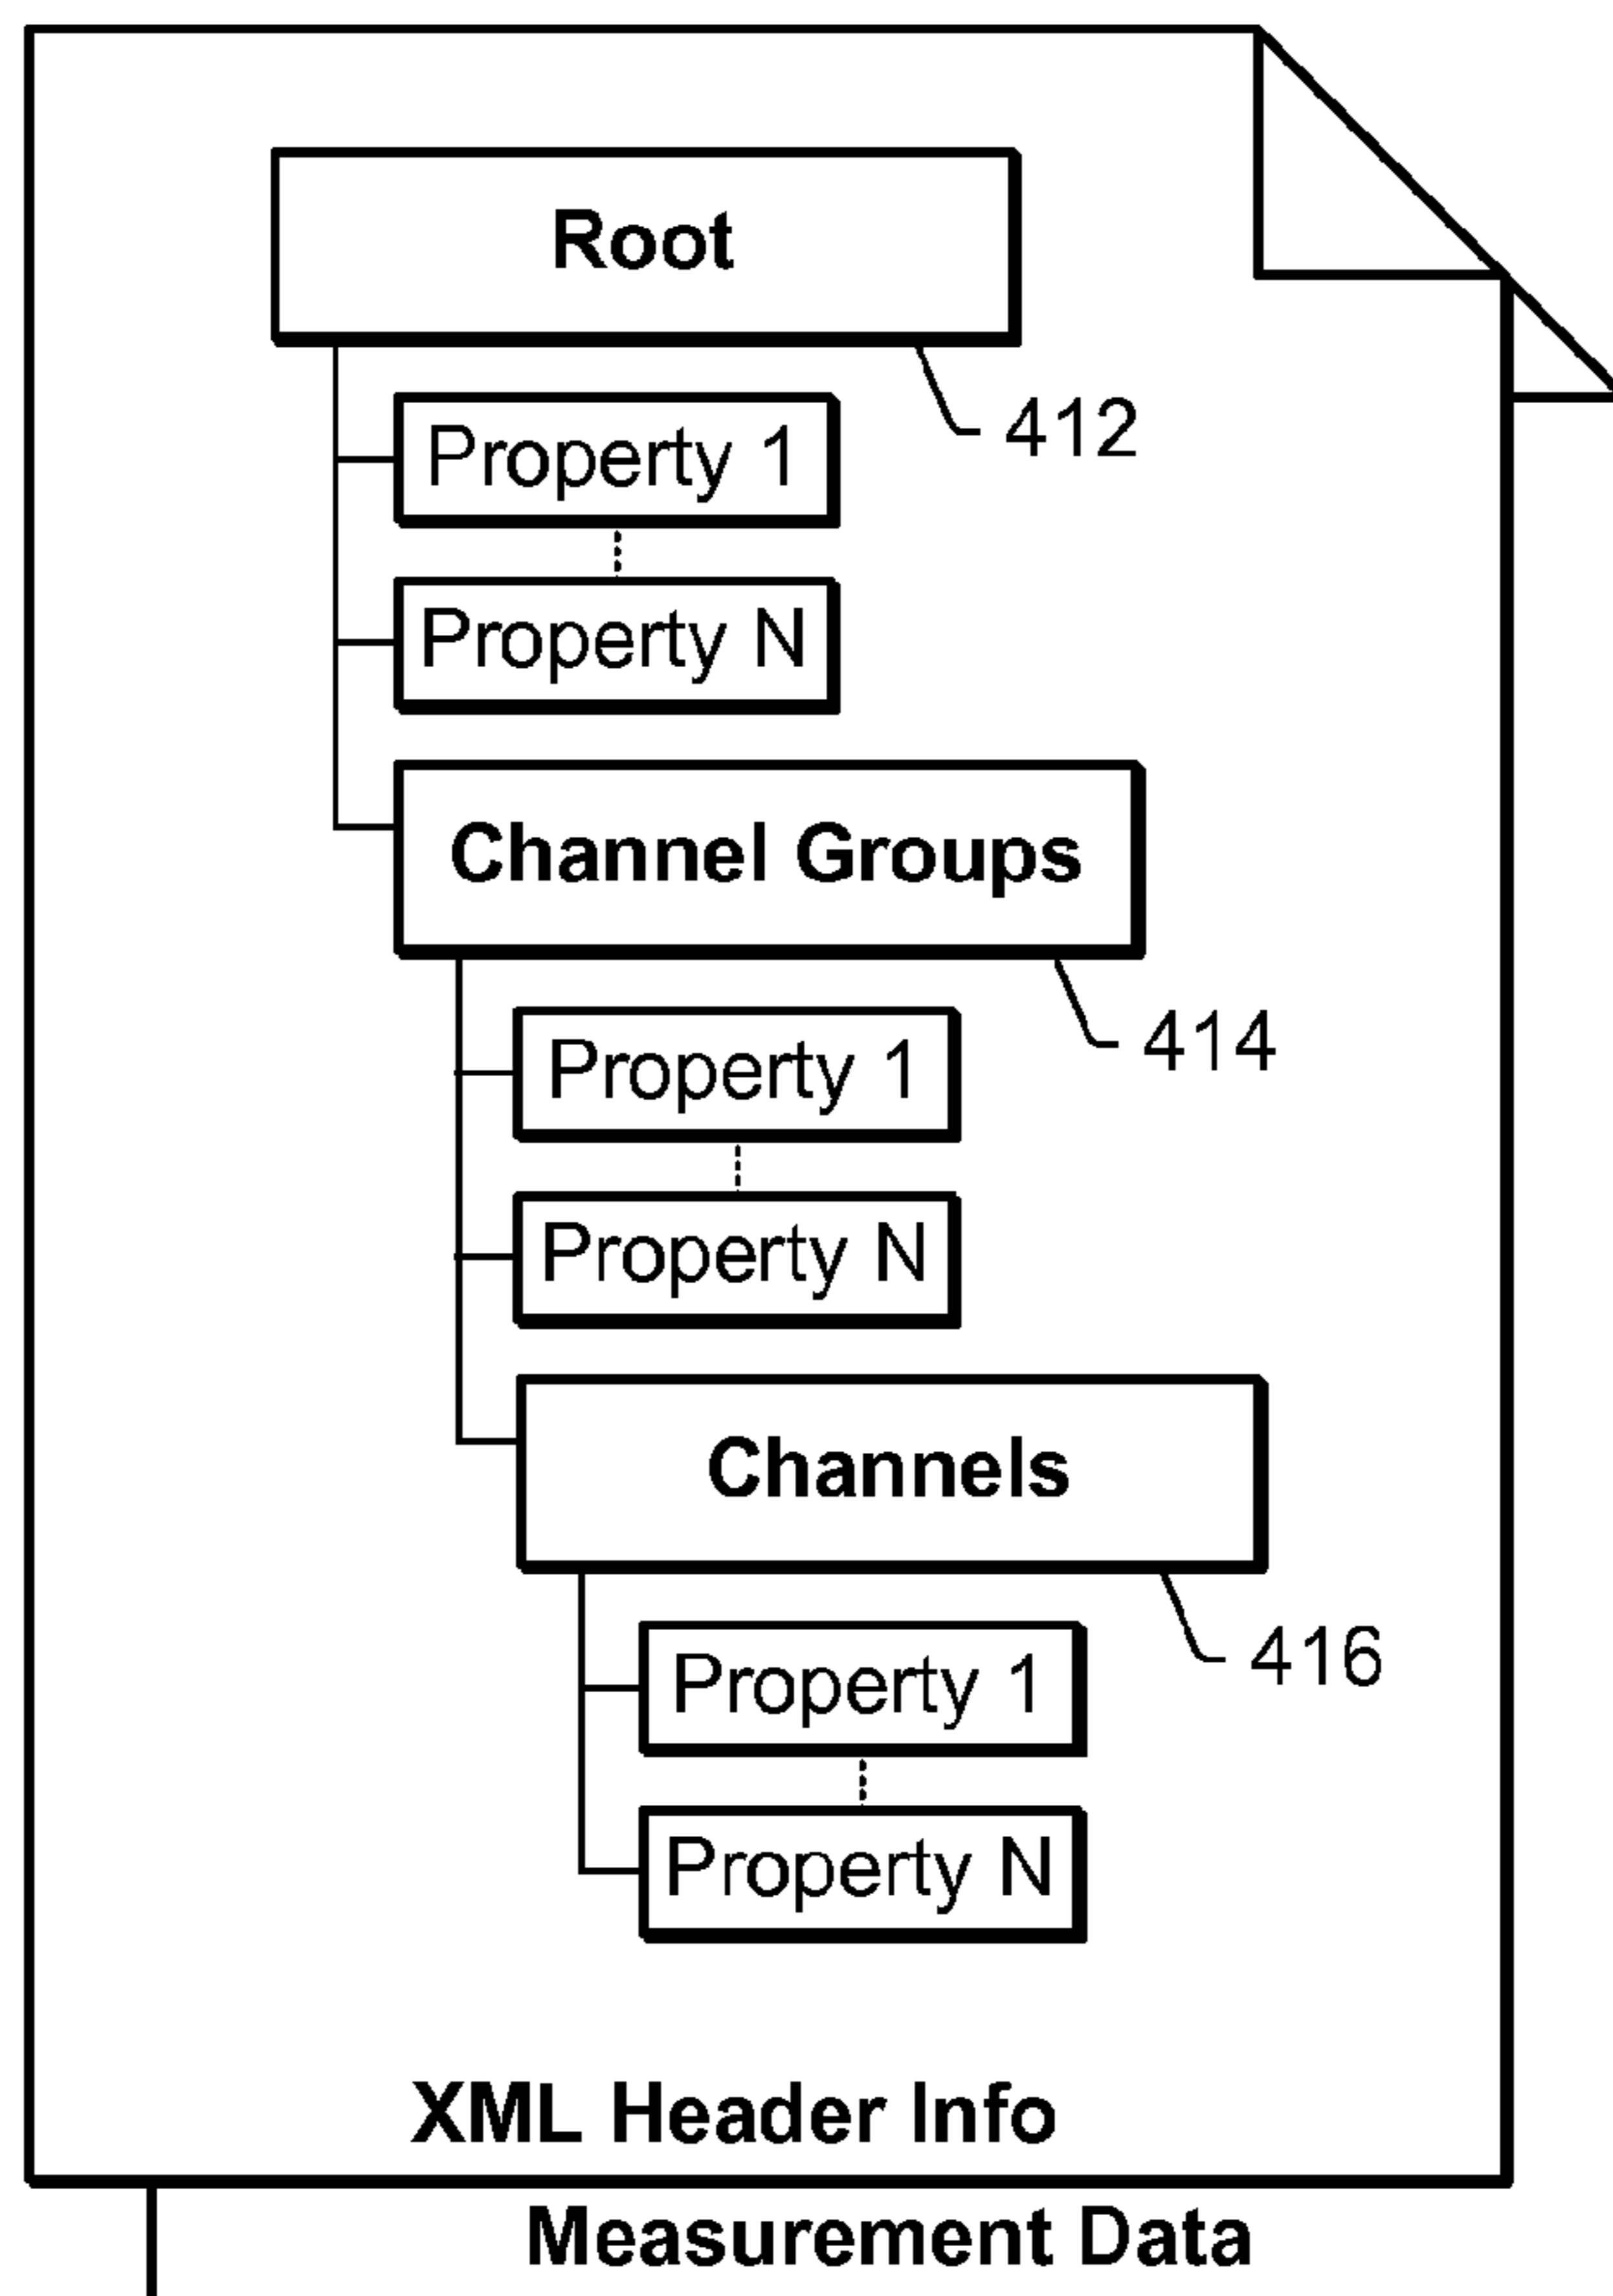 Root
412
Property 1
Property N
Channel Groups
414
Property 1
Property N
Channels
416
Property 1
Property N
XML Header Info
Measurement Data